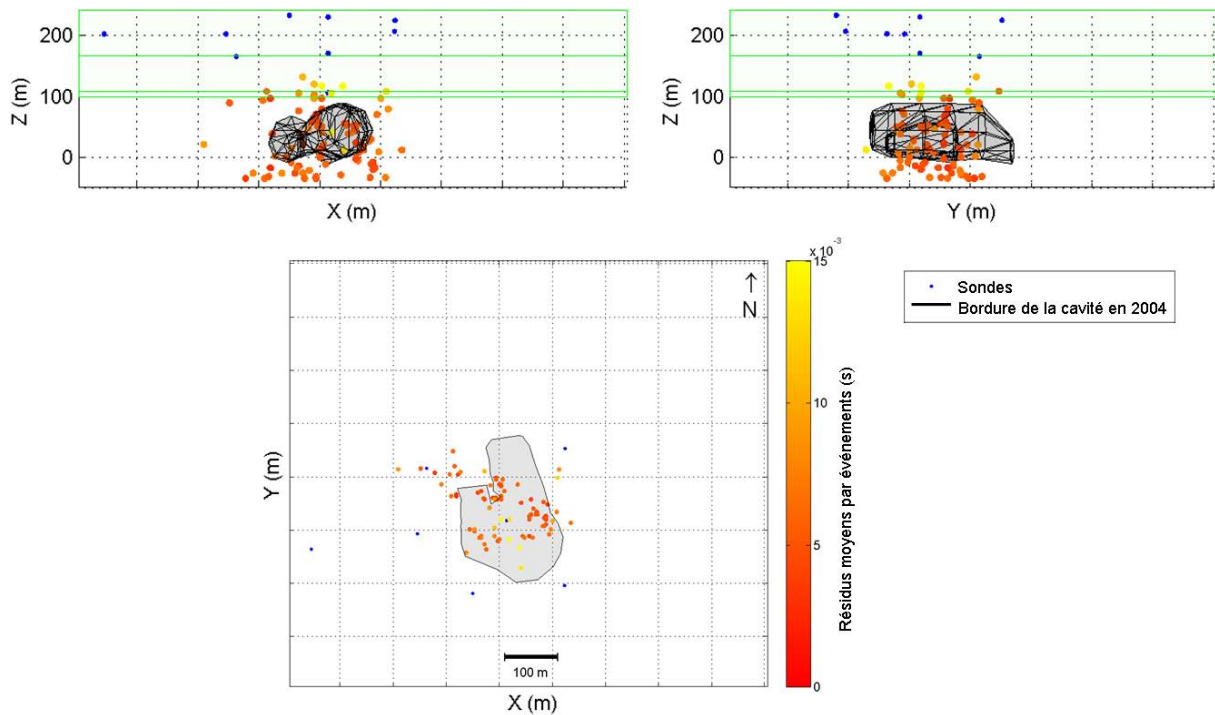 200
100
0
Z (m)
X (m)
200
100
0
Z (m)
Y (m)
↑
N
Y (m)
100 m
X (m)
x 10⁻³
15
10
5
0
Résidus moyens par événements (s)
Sondes
Bordure de la cavité en 2004